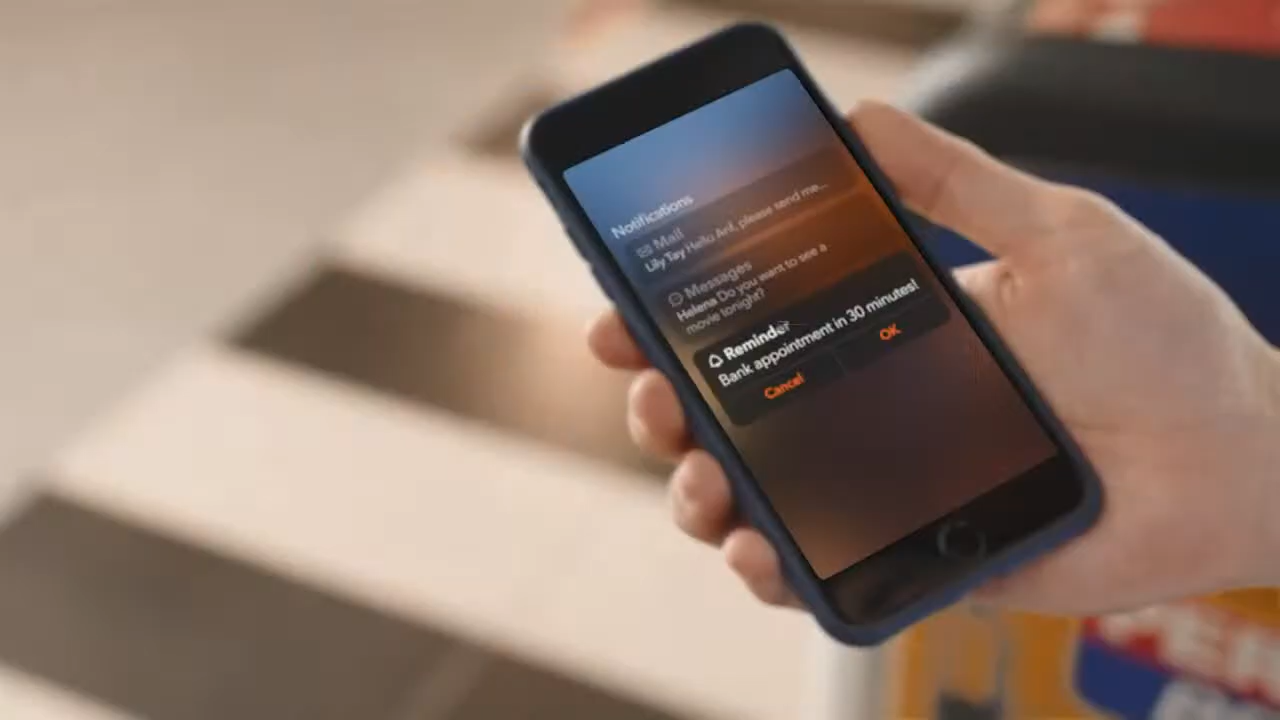 Notifications
Mail
Lily Tay Hello Anl, please send me...
Messages
Helena Do you want to see a
movie tonight?
Reminder
Bank appointment in 30 minutes!
Cancel
OK